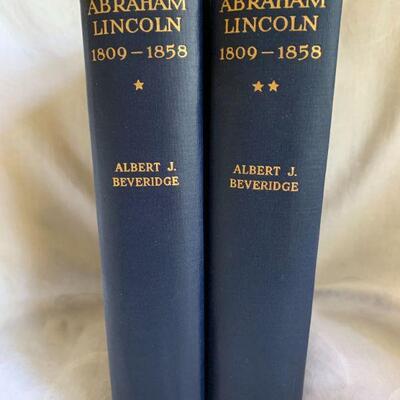 ABRAHAM
LINCOLN
1809–1858
★
ALBERT J.
BEVERIDGE
ABRAHAM
LINCOLN
1809–1858
★★
ALBERT J.
BEVERIDGE